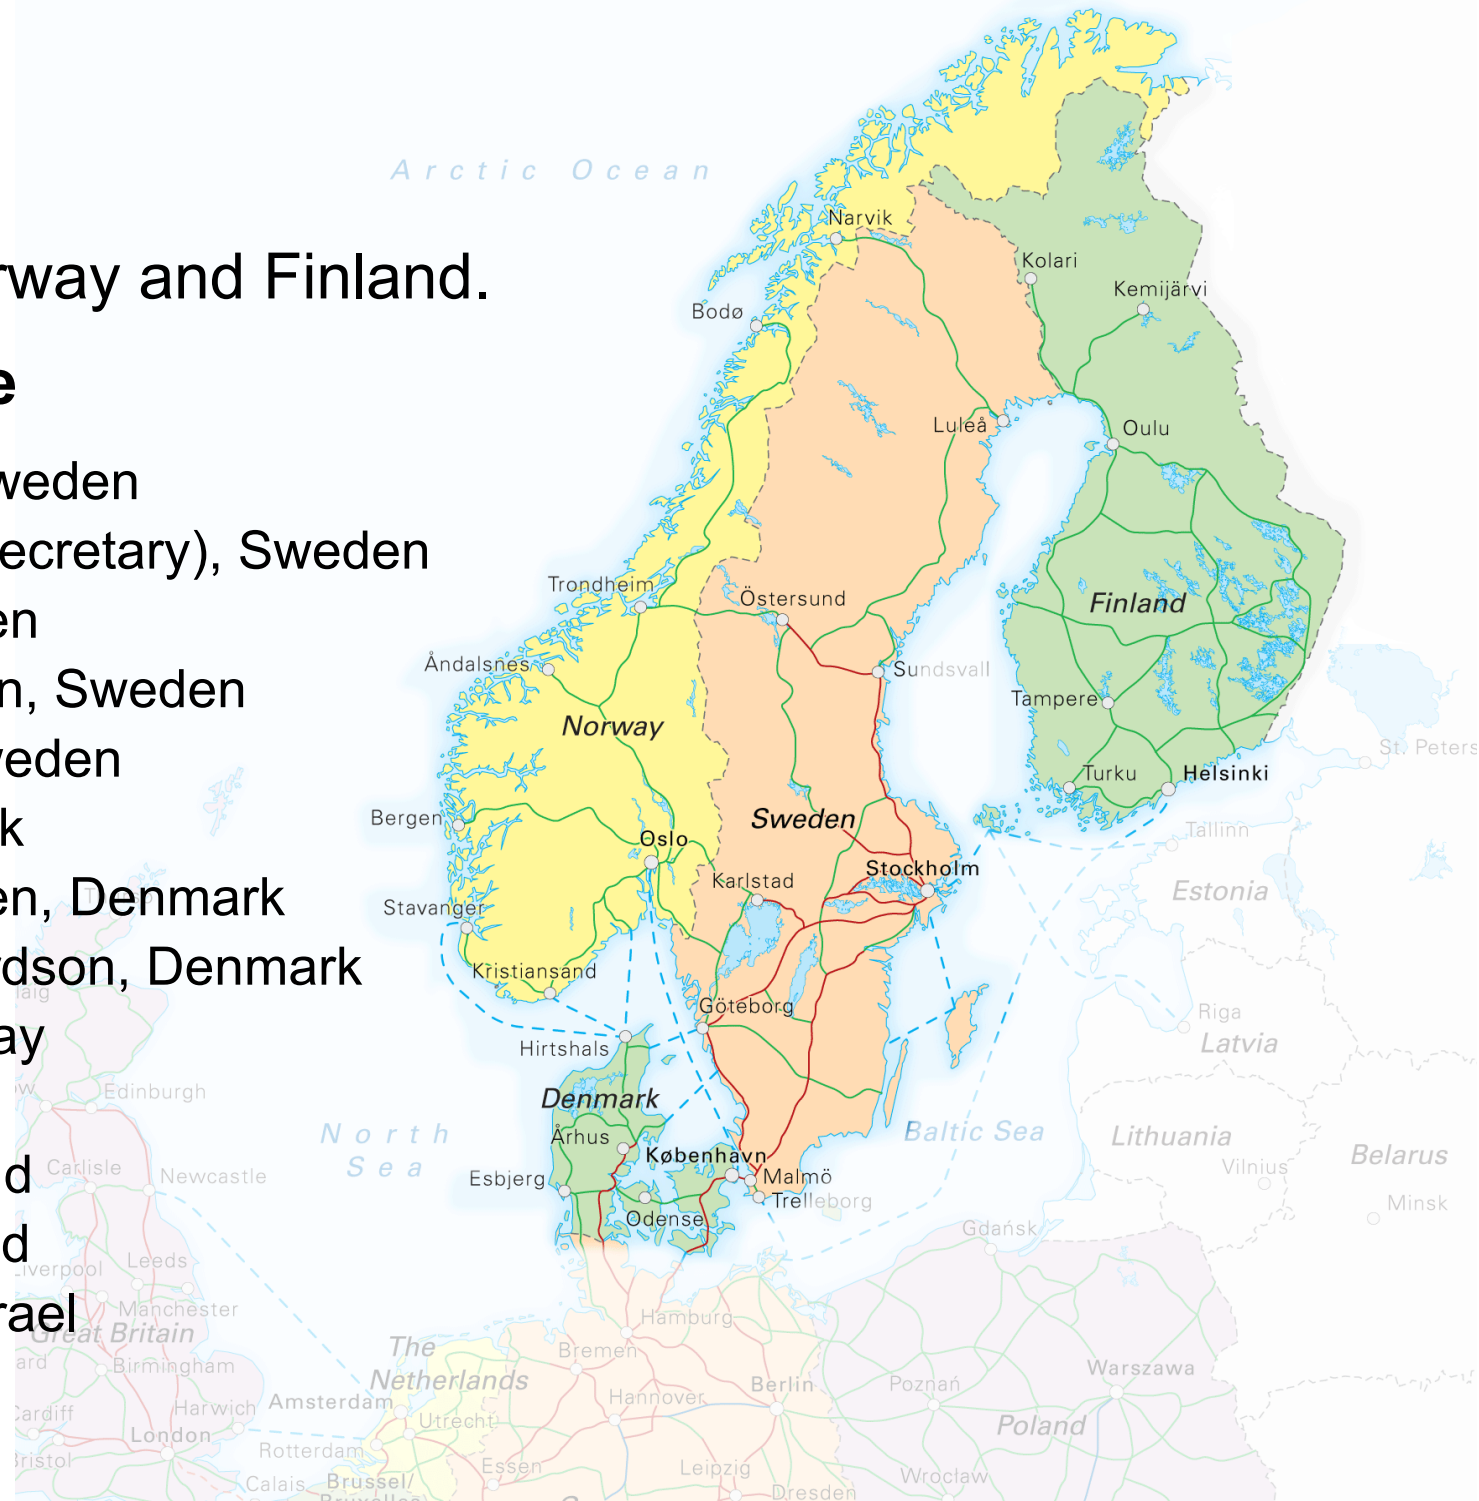 Arctic Ocean
Narvik
rway and Finland.
Kolari
Kemijärvi
Bodø
e
Luleå
Oulu
weden
ecretary), Sweden
Trondheim
Östersund
Finland
en
Åndalsnes
Sundsvall
n, Sweden
Tampere
Norway
St. Peters
eden
Turku
Helsinki
Bergen
Sweden
k
Oslo
Tallinn
Stockholm
Karlstad
Estonia
en, Denmark
Stavanger
rdson, Denmark
Kristiansand
Göteborg
Riga
ay
Hirtshals
Latvia
Edinburgh
Denmark
North
Sea
Århus
Baltic Sea
Lithuania
København
Belarus
Carlisle
Newcastle
Esbjerg
Malmö
Vilnius
d
Trelleborg
Minsk
Odense
Gdańsk
d
Leeds
iverpool
Manchester
rael
Great Britain
Hamburg
The
Netherlands
Bremen
ard
Birmingham
Warszawa
Berlin
Poznań
Hannover
Amsterdam
Harwich
Cardiff
Utrecht
London
Poland
Rotterdam
Bristol
Essen
Leipzig
Wrocław
Calais
Brussel/
Bruxelles
Dresden